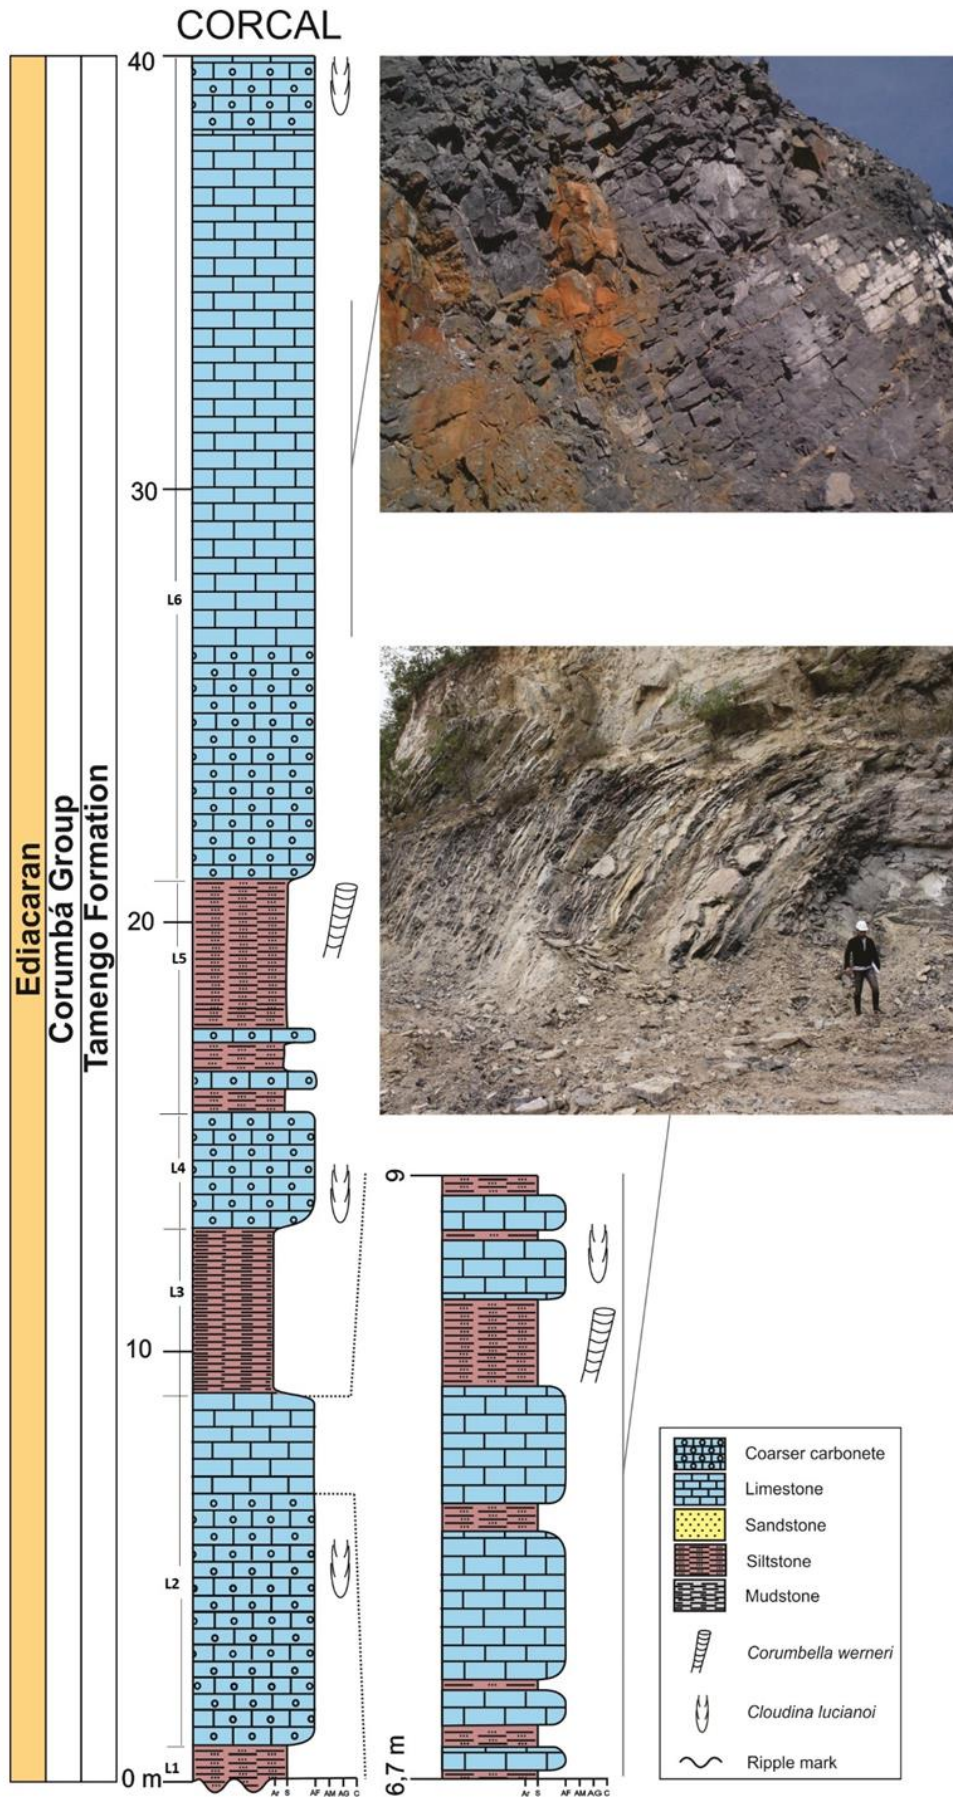 CORCAL
Ediacaran
Corumbá Group
Tamengo Formation
40
30
20
10
0 m
L6
L5
L4
L3
L2
L1
Ar S AF AM AG C
9
6,7 m
Ar S AF AM AG C
Coarser carbonete
Limestone
Sandstone
Siltstone
Mudstone
Corumbella werneri
Cloudina lucianoi
Ripple mark